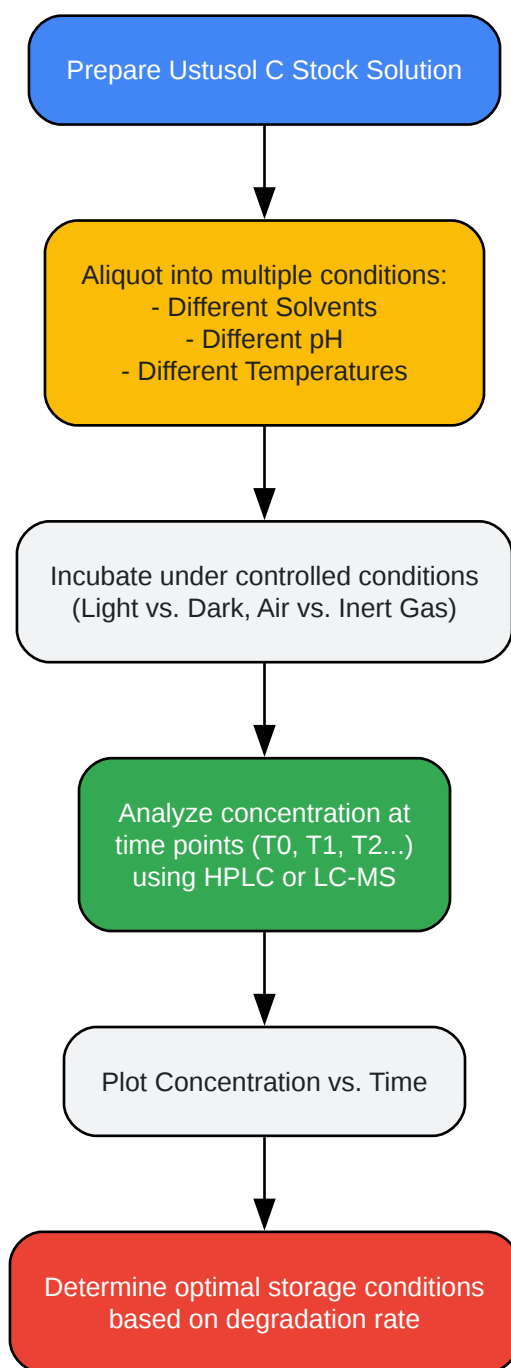 Prepare Ustusol C Stock Solution
Aliquot into multiple conditions:
- Different Solvents
- Different pH
- Different Temperatures
Incubate under controlled conditions
(Light vs. Dark, Air vs. Inert Gas)
Analyze concentration at
time points (T0, T1, T2...)
using HPLC or LC-MS
Plot Concentration vs. Time
Determine optimal storage conditions
based on degradation rate